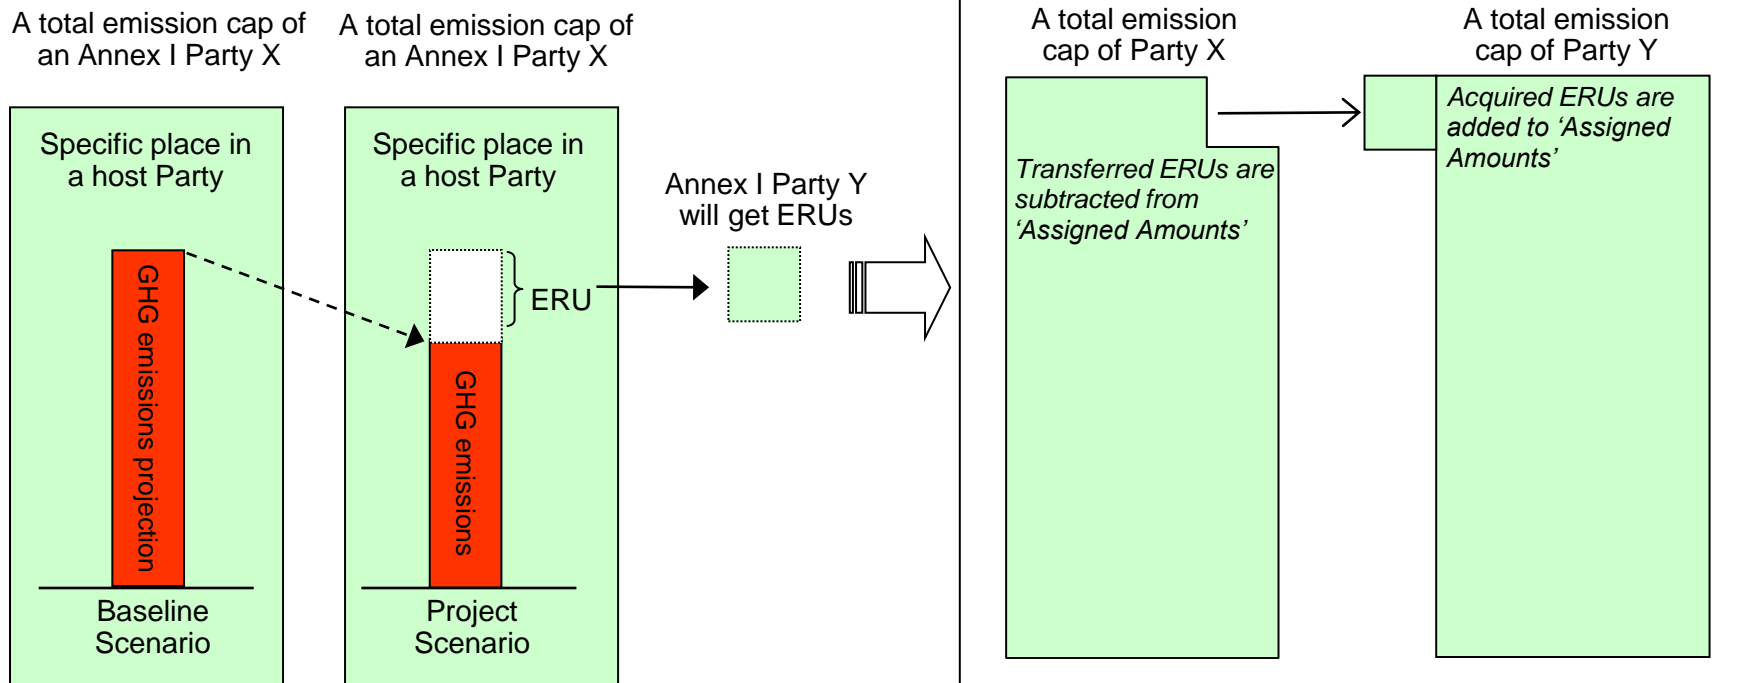 A total emission cap of
an Annex I Party X
A total emission cap of
an Annex I Party X
Specific place in
a host Party
GHG emissions projection
Baseline
Scenario
Specific place in
a host Party
ERU
GHG emissions
Project
Scenario
Annex I Party Y
will get ERUs
A total emission
cap of Party X
Transferred ERUs are
subtracted from
‘Assigned Amounts’
A total emission
cap of Party Y
Acquired ERUs are
added to ‘Assigned
Amounts’